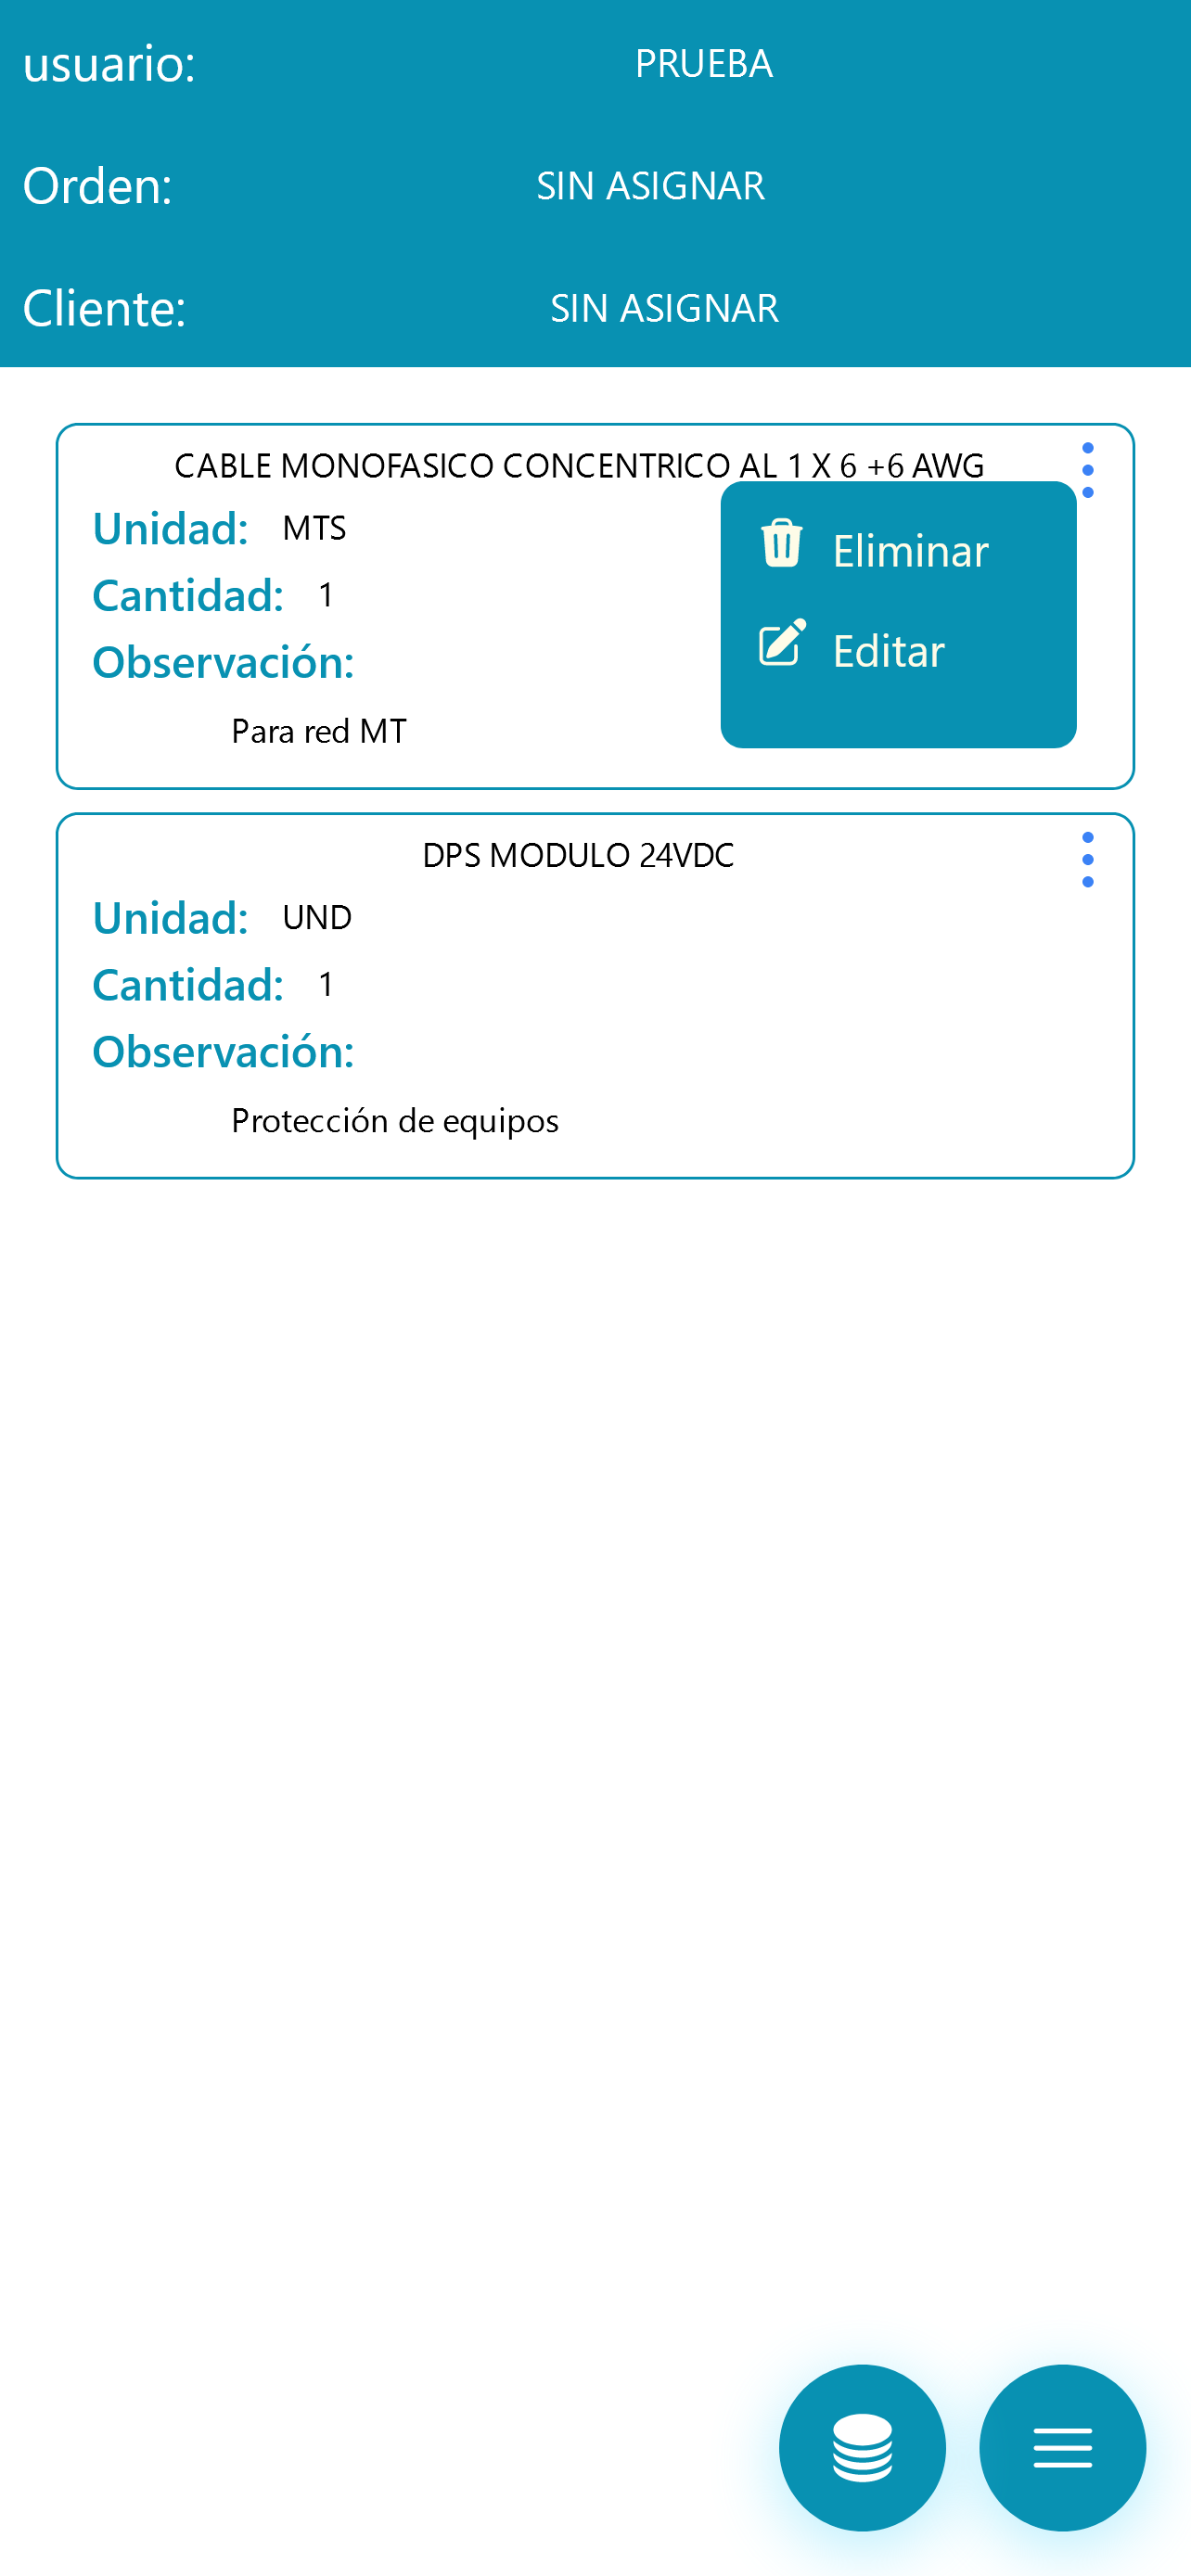 usuario: PRUEBA
Orden: SIN ASIGNAR
Cliente: SIN ASIGNAR
CABLE MONOFASICO CONCENTRICO AL 1 X 6 +6 AWG
Unidad: MTS
Cantidad: 1
Observación:
Para red MT
Eliminar
Editar
DPS MODULO 24VDC
Unidad: UND
Cantidad: 1
Observación:
Protección de equipos